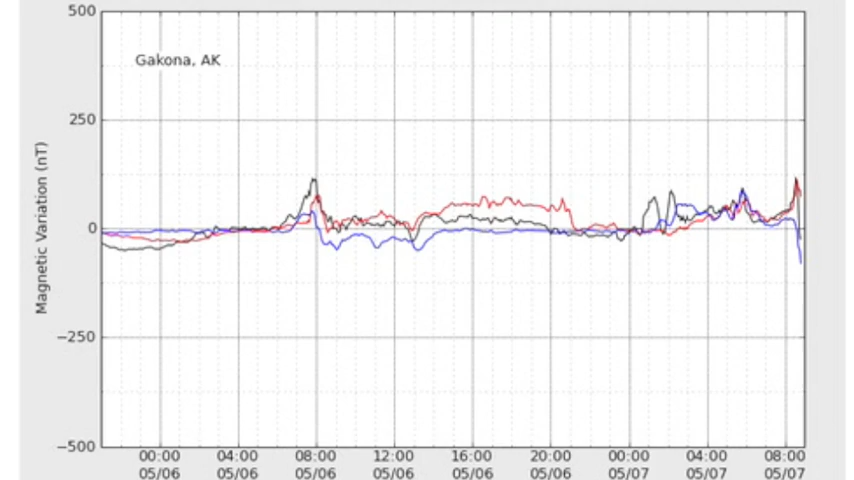 500
Gakona, AK
250
Magnetic Variation (nT)
0
−250
−500
00:00 04:00 08:00 12:00 16:00 20:00 00:00 04:00 08:00
05/06 05/06 05/06 05/06 05/06 05/06 05/07 05/07 05/07